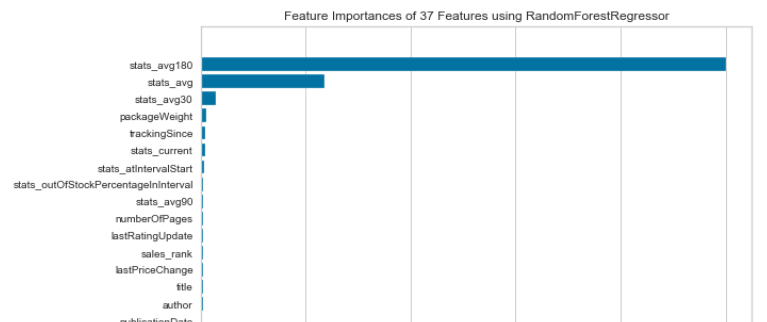 Feature Importances of 37 Features using RandomForestRegressor
stats_avg180
stats_avg
stats_avg30
packageWeight
trackingSince
stats_current
stats_atIntervalStart
stats_outOfStockPercentageInInterval
stats_avg90
numberOfPages
lastRatingUpdate
sales_rank
lastPriceChange
title
author
publicationDate